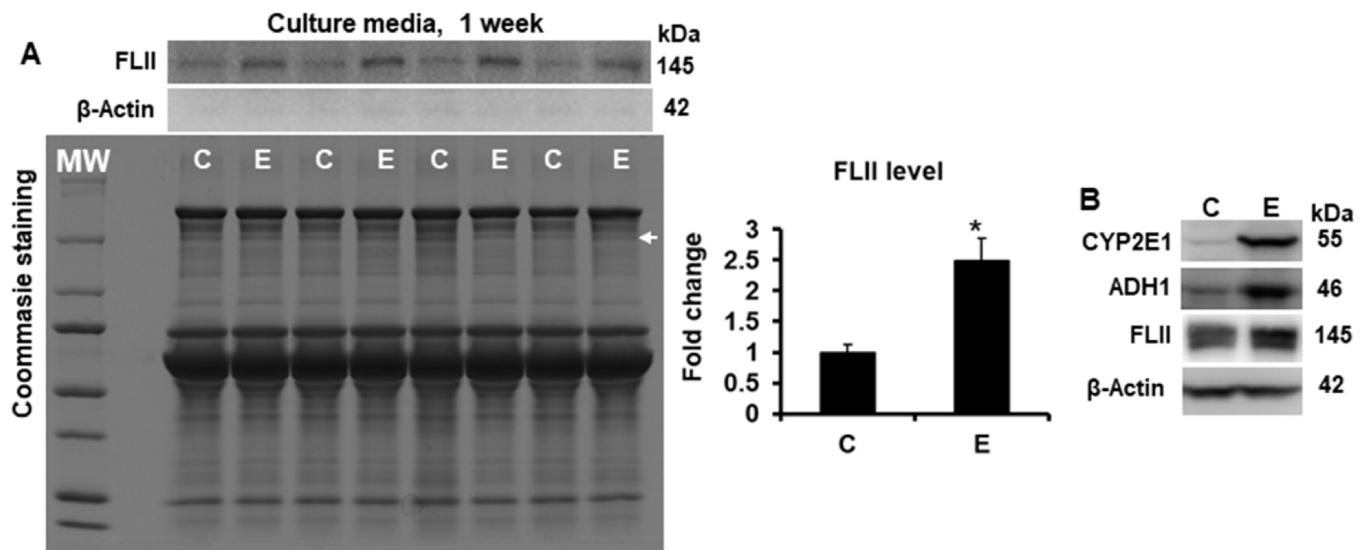 A
Culture media, 1 week
kDa
FLII
145
β-Actin
42
Coommasie staining
MW C E C E C E C E
FLII level
Fold change
3
2.5
2
1.5
1
0.5
0
*
C E
B
C E kDa
CYP2E1 55
ADH1 46
FLII 145
β-Actin 42